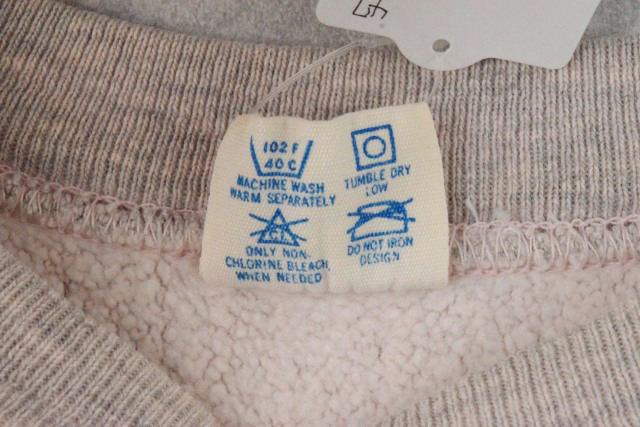 102 F
40 C
MACHINE WASH
WARM SEPARATELY
TUMBLE DRY
LOW
CL
ONLY NON-
CHLORINE BLEACH,
WHEN NEEDED
DO NOT IRON
DESIGN